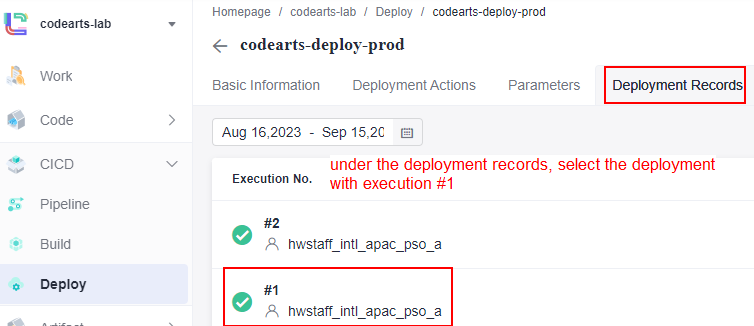 codearts-lab
Homepage / codearts-lab / Deploy / codearts-deploy-prod
codearts-deploy-prod
Work
Code
CICD
Pipeline
Build
Deploy
Basic Information Deployment Actions Parameters Deployment Records
Aug 16,2023 - Sep 15,20
under the deployment records, select the deployment
with execution #1
Execution No.
#2
hwstaff_intl_apac_pso_a
#1
hwstaff_intl_apac_pso_a